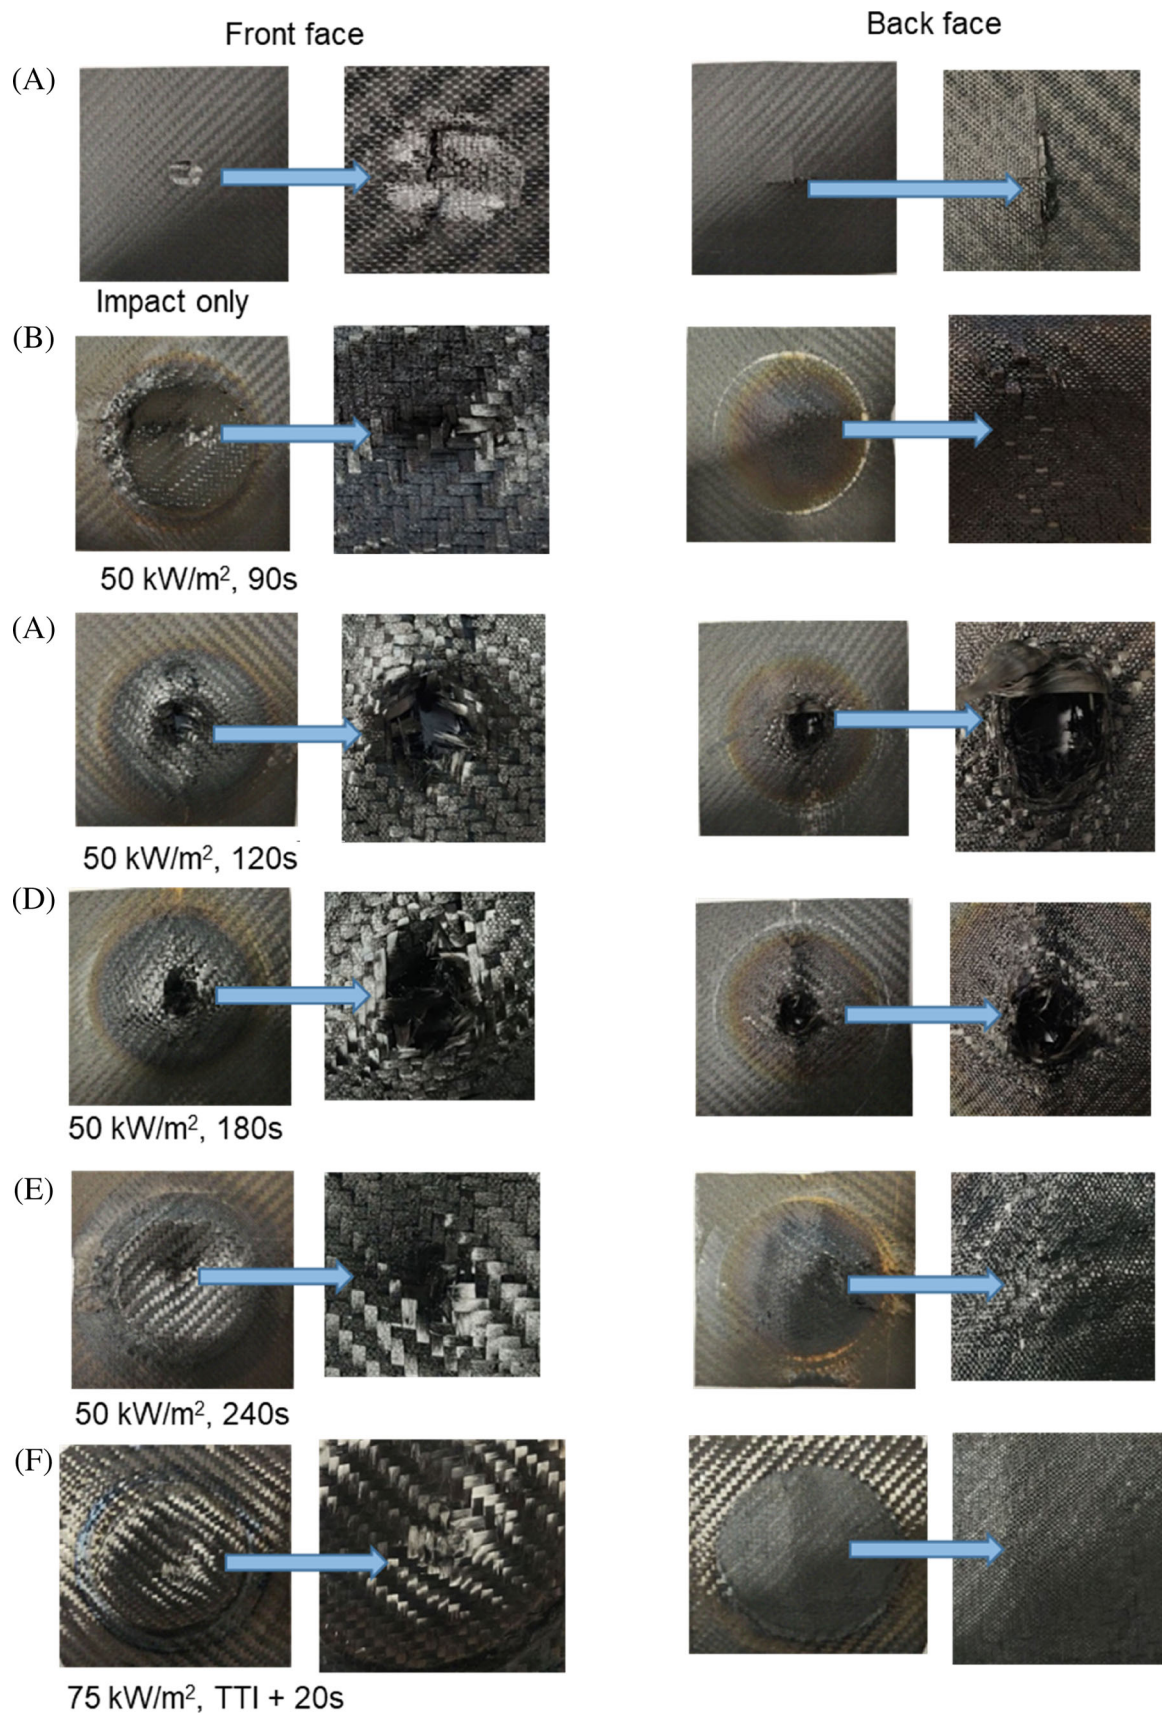 Front face
Back face
(A)
Impact only
(B)
50 kW/m², 90s
(A)
50 kW/m², 120s
(D)
50 kW/m², 180s
(E)
50 kW/m², 240s
(F)
75 kW/m², TTI + 20s